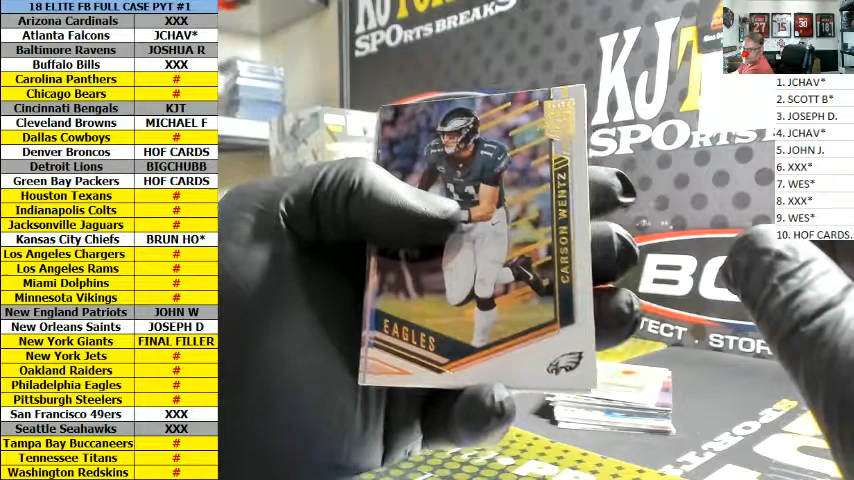 18 ELITE FB FULL CASE PYT #1
Arizona Cardinals XXX
Atlanta Falcons JCHAV*
Baltimore Ravens JOSHUA R
Buffalo Bills XXX
Carolina Panthers #
Chicago Bears #
Cincinnati Bengals KJT
Cleveland Browns MICHAEL F
Dallas Cowboys #
Denver Broncos HOF CARDS
Detroit Lions BIGCHUBB
Green Bay Packers HOF CARDS
Houston Texans #
Indianapolis Colts #
Jacksonville Jaguars #
Kansas City Chiefs BRUN HO*
Los Angeles Chargers #
Los Angeles Rams #
Miami Dolphins #
Minnesota Vikings #
New England Patriots JOHN W
New Orleans Saints JOSEPH D
New York Giants FINAL FILLER
New York Jets #
Oakland Raiders #
Philadelphia Eagles #
Pittsburgh Steelers #
San Francisco 49ers XXX
Seattle Seahawks XXX
Tampa Bay Buccaneers #
Tennessee Titans #
Washington Redskins #
SPORTS BREAKS
KJT
SPORTS
11
CARSON WENTZ
EAGLES
BO
TECT . STOR
1. JCHAV*
2. SCOTT B*
3. JOSEPH D.
4. JCHAV*
5. JOHN J.
6. XXX*
7. WES*
8. XXX*
9. WES*
10. HOF CARDS.